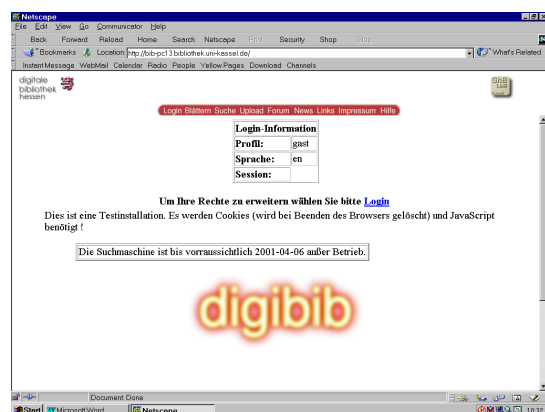 Netscape
File Edit View Go Communicator Help
Back Forward Reload Home Search Netscape Print Security Shop Stop
Bookmarks Location: http://bib-pc13.bibliothek.uni-kassel.de/ What's Related
Instant Message WebMail Calendar Radio People Yellow Pages Download Channels
digitale
bibliothek
hessen
Login Blättern Suche Upload Forum News Links Impressum Hilfe
Login-Information
Profil: gast
Sprache: en
Session:
Um Ihre Rechte zu erweitern wählen Sie bitte Login
Dies ist eine Testinstallation. Es werden Cookies (wird bei Beenden des Browsers gelöscht) und JavaScript
benötigt !
Die Suchmaschine ist bis vorraussichtlich 2001-04-06 außer Betrieb.
digibib
Document Done
Start Microsoft Word Netscape 10:32